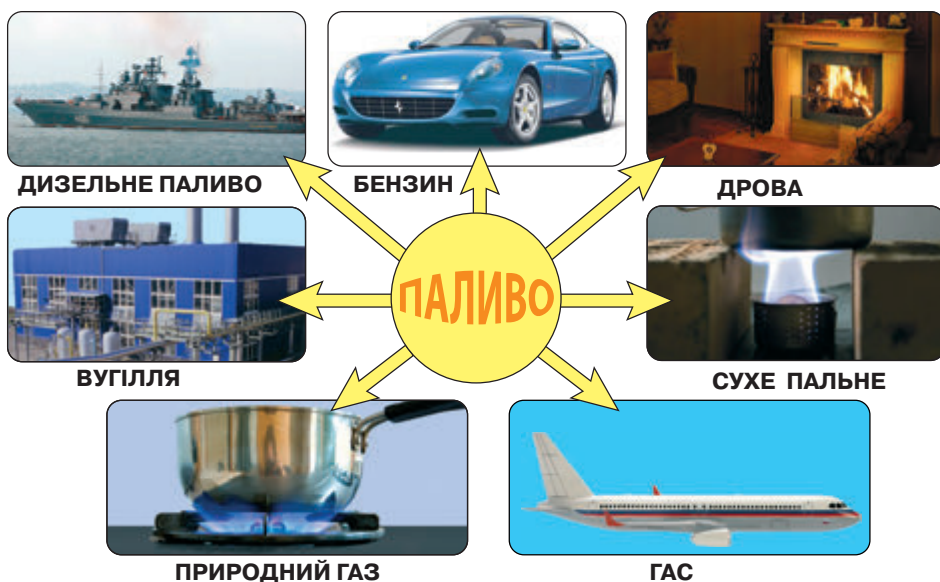 ДИЗЕЛЬНЕ ПАЛИВО
БЕНЗИН
ДРОВА
ПАЛИВО
ВУГІЛЛЯ
СУХЕ ПАЛЬНЕ
ПРИРОДНИЙ ГАЗ
ГАС